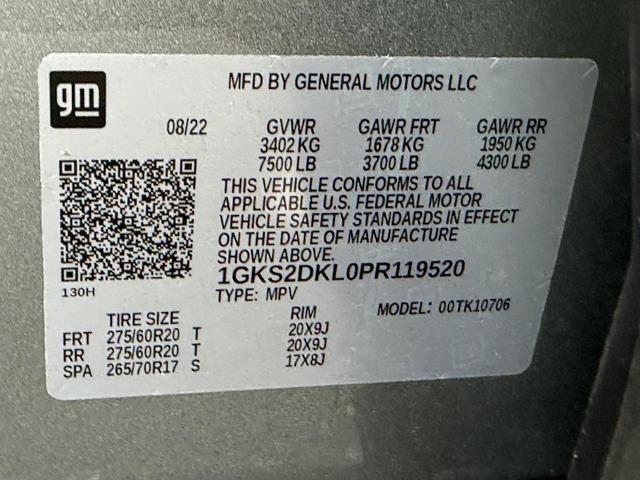 gm
MFD BY GENERAL MOTORS LLC
08/22 GVWR GAWR FRT GAWR RR
3402 KG 1678 KG 1950 KG
7500 LB 3700 LB 4300 LB
THIS VEHICLE CONFORMS TO ALL
APPLICABLE U.S. FEDERAL MOTOR
VEHICLE SAFETY STANDARDS IN EFFECT
ON THE DATE OF MANUFACTURE
SHOWN ABOVE.
1GKS2DKL0PR119520
130H
TYPE: MPV MODEL: 00TK10706
TIRE SIZE RIM
FRT 275/60R20 T 20X9J
RR 275/60R20 T 20X9J
SPA 265/70R17 S 17X8J